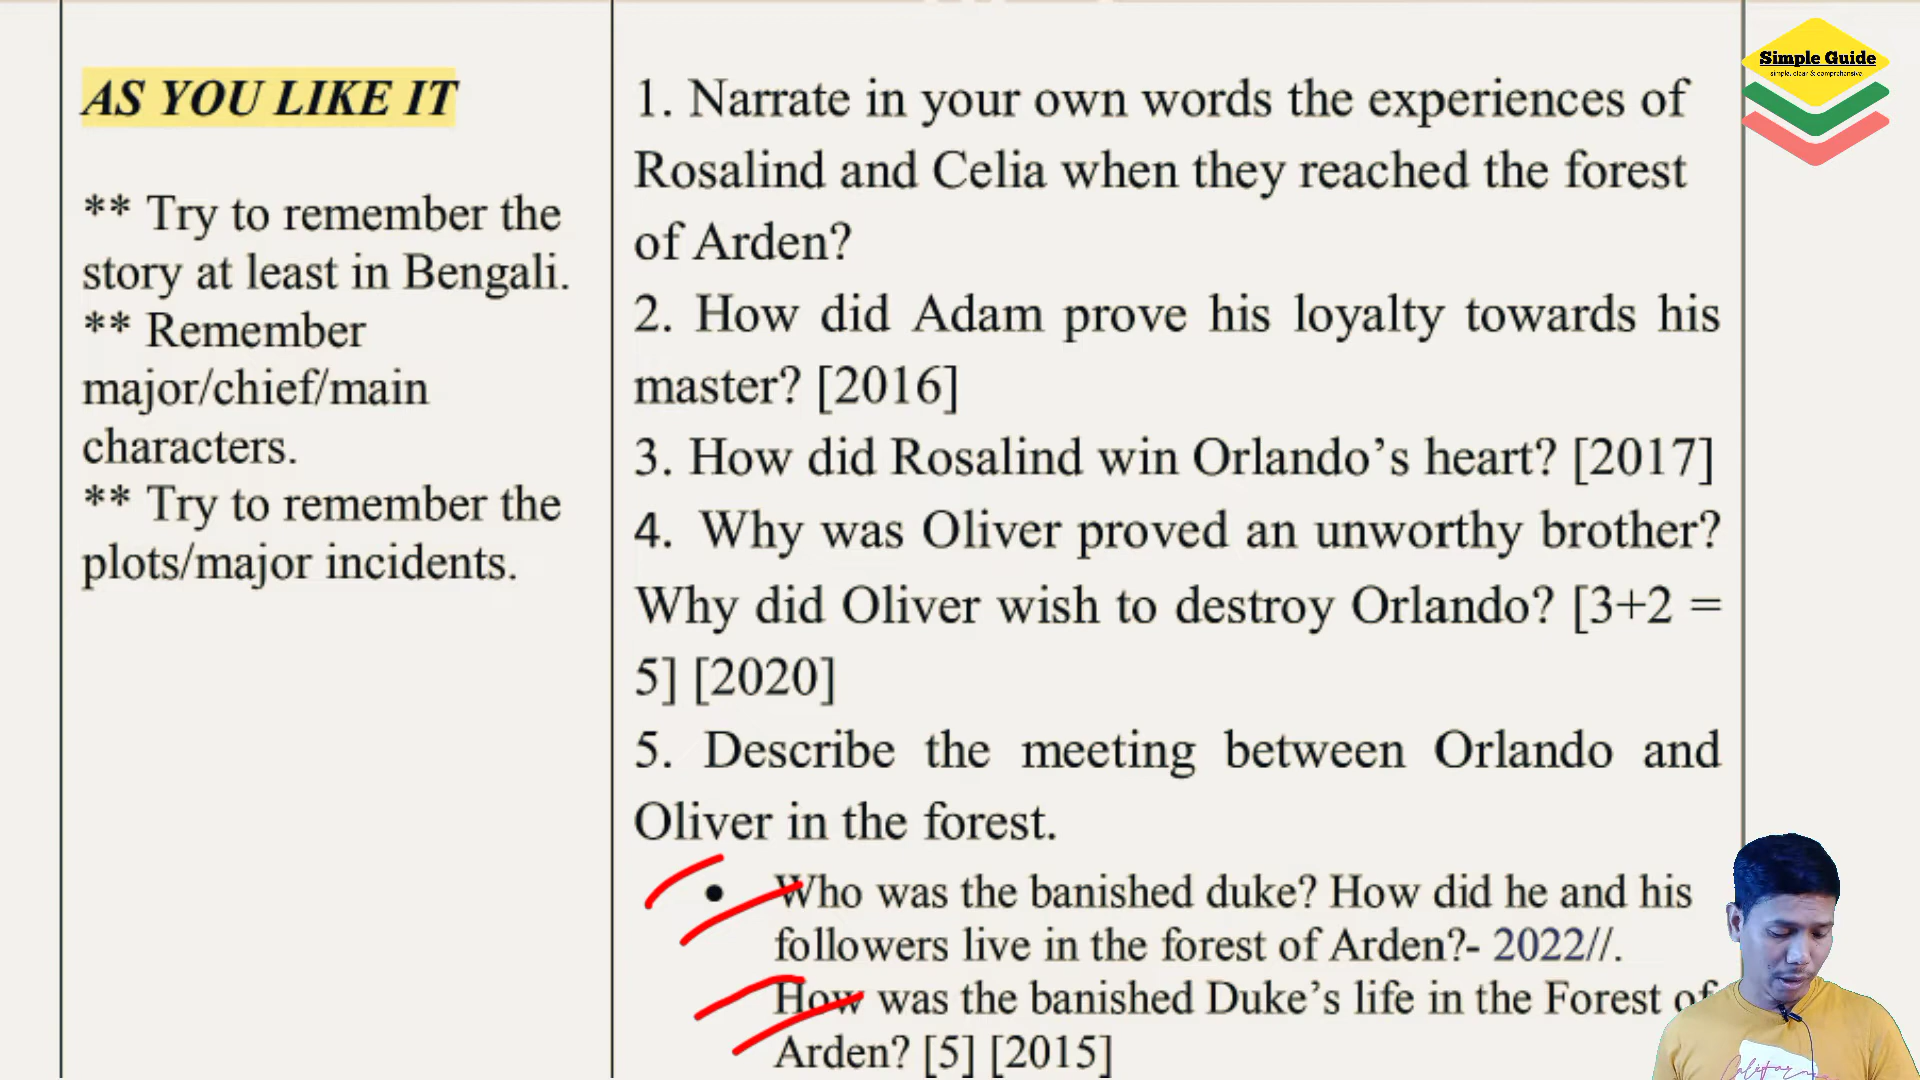 AS YOU LIKE IT
** Try to remember the
story at least in Bengali.
** Remember
major/chief/main
characters.
** Try to remember the
plots/major incidents.
1. Narrate in your own words the experiences of
Rosalind and Celia when they reached the forest
of Arden?
2. How did Adam prove his loyalty towards his
master? [2016]
3. How did Rosalind win Orlando’s heart? [2017]
4. Why was Oliver proved an unworthy brother?
Why did Oliver wish to destroy Orlando? [3+2 =
5] [2020]
5. Describe the meeting between Orlando and
Oliver in the forest.
• Who was the banished duke? How did he and his
followers live in the forest of Arden?- 2022//.
How was the banished Duke’s life in the Forest of
Arden? [5] [2015]
Simple Guide
simple, clear & comprehensive